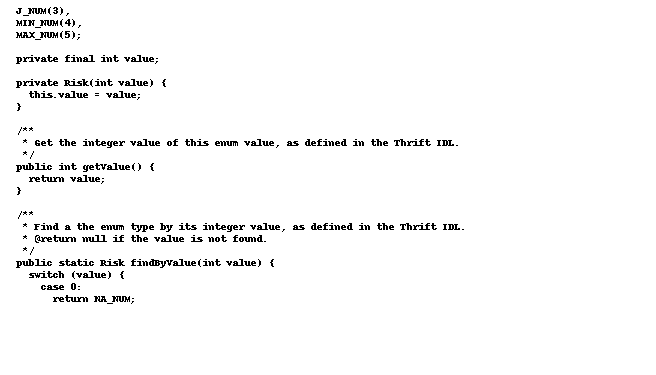 J_NUM(3),
MIN_NUM(4),
MAX_NUM(5);
private final int value;
private Risk(int value) {
this.value = value;
}
/**
* Get the integer value of this enum value, as defined in the Thrift IDL.
*/
public int getValue() {
return value;
}
/**
* Find a the enum type by its integer value, as defined in the Thrift IDL.
* @return null if the value is not found.
*/
public static Risk findByValue(int value) {
switch (value) {
case 0:
return NA_NUM;